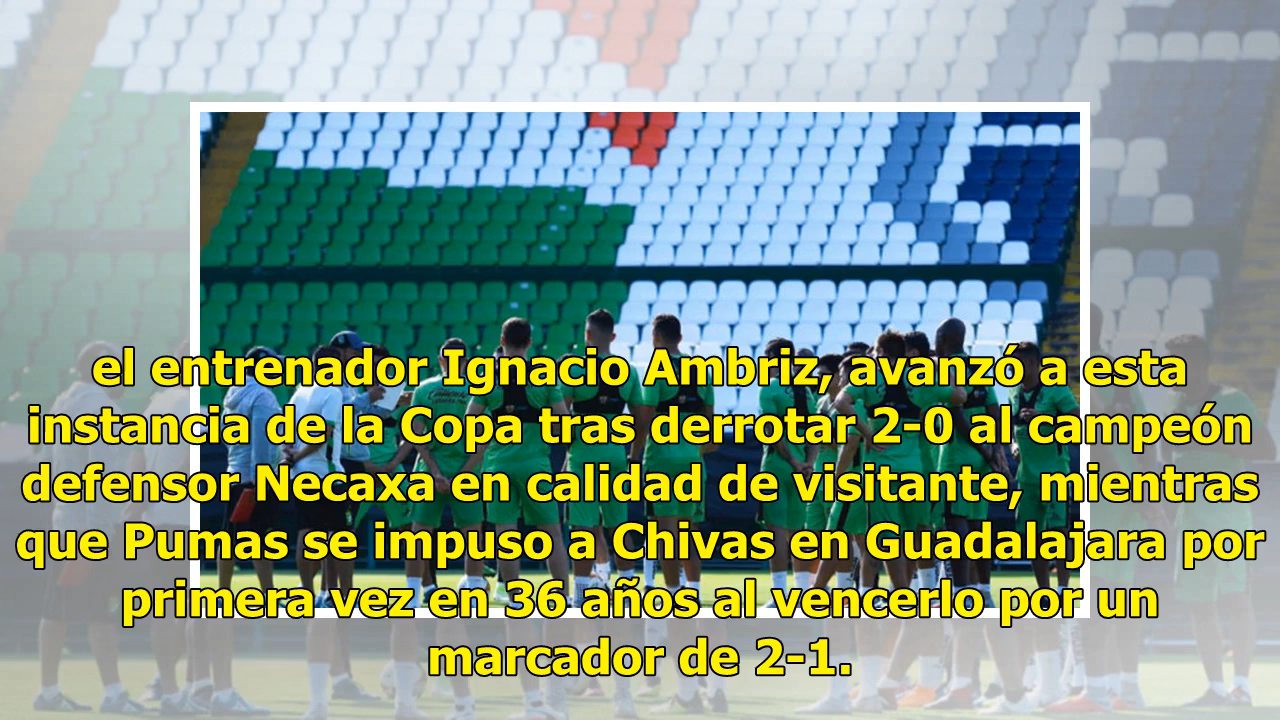 el entrenador Ignacio Ambriz, avanzó a esta
instancia de la Copa tras derrotar 2-0 al campeón
defensor Necaxa en calidad de visitante, mientras
que Pumas se impuso a Chivas en Guadalajara por
primera vez en 36 años al vencerlo por un
marcador de 2-1.